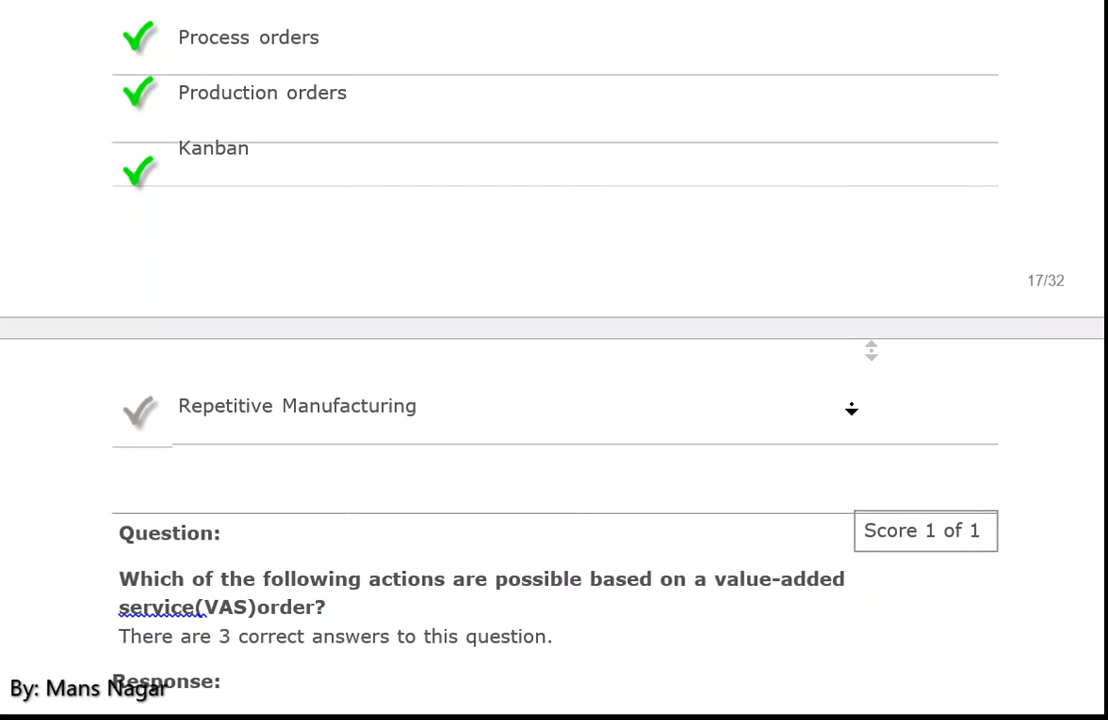 Process orders
Production orders
Kanban
17/32
Repetitive Manufacturing
Question:
Score 1 of 1
Which of the following actions are possible based on a value-added
service(VAS)order?
There are 3 correct answers to this question.
Response:
By: Mans Nagar